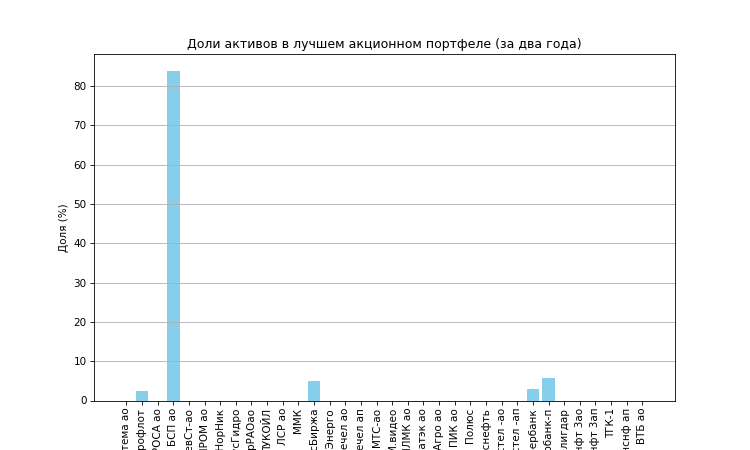 Доли активов в лучшем акционном портфеле (за два года)
Доля (%)
80
70
60
50
40
30
20
10
0
тема ао
рофлот
РОСА ао
БСП ао
евСт-ао
ПРОМ ао
НорНик
сГидро
рРАОао
ЛУКОЙЛ
ЛСР ао
ММК
сБиржа
Энерго
ечел ао
ечел ап
МТС-ао
М.видео
ЛМК ао
атэк ао
Агро ао
ПИК ао
Полюс
снефть
стел -ао
стел -ап
ербанк
рбанк-п
лигдар
нфт 3ао
нфт 3ап
ТГК-1
нснф ап
ВТБ ао